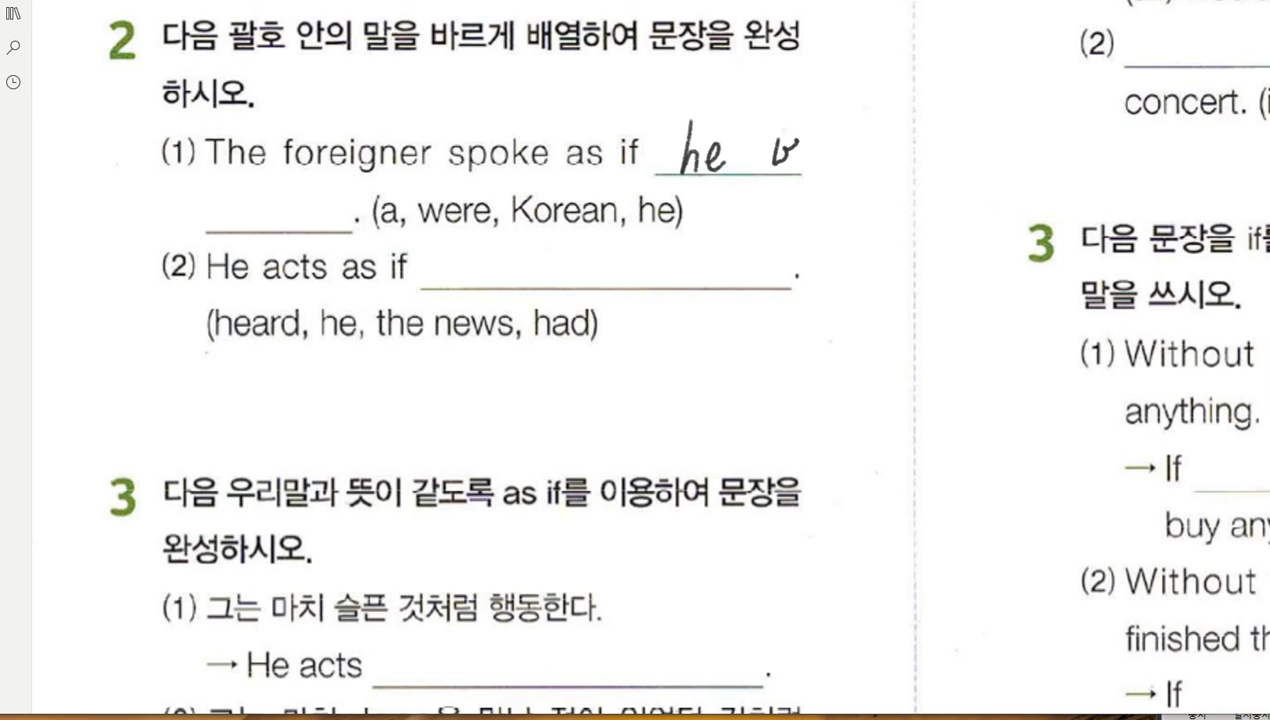 2 다음 괄호 안의 말을 바르게 배열하여 문장을 완성
하시오.
(1) The foreigner spoke as if he
. (a, were, Korean, he)
(2) He acts as if .
(heard, he, the news, had)
3 다음 우리말과 뜻이 같도록 as if를 이용하여 문장을
완성하시오.
(1) 그는 마치 슬픈 것처럼 행동한다.
→ He acts .
(2)
concert. (i
3 다음 문장을 if를
말을 쓰시오.
(1) Without
anything.
→ If
buy any
(2) Without
finished th
→ If